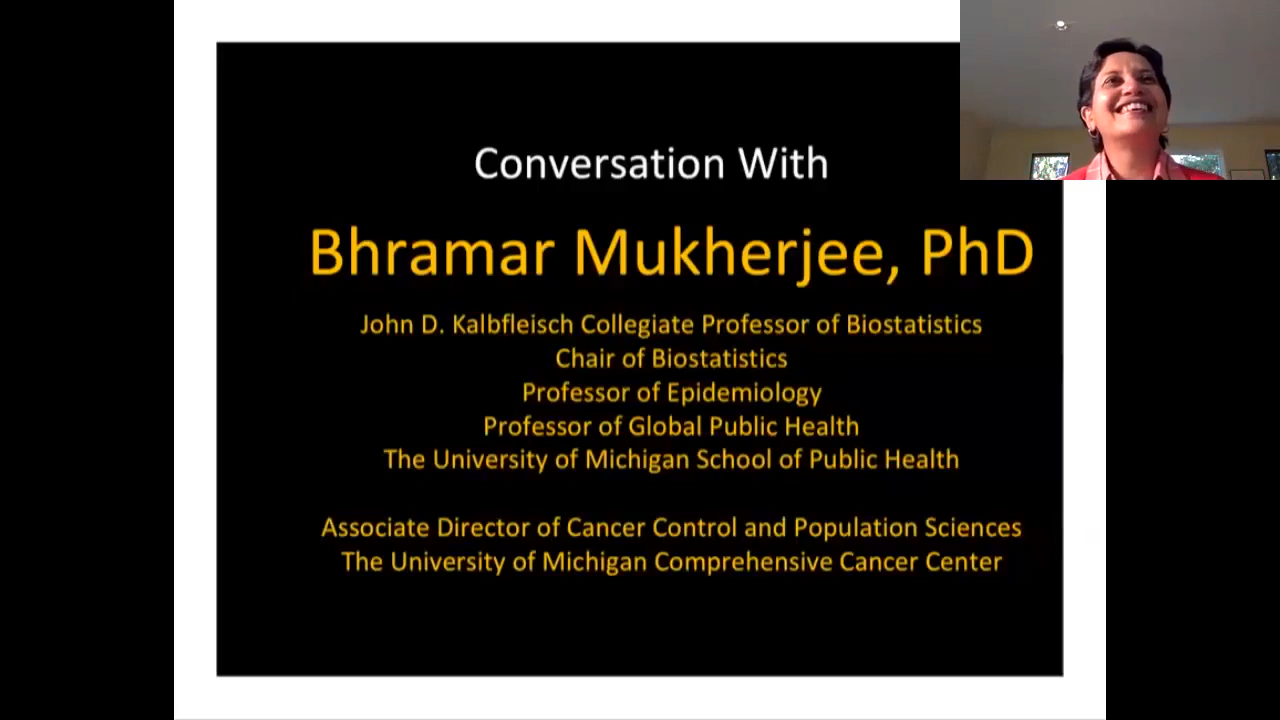 Conversation With
Bhramar Mukherjee, PhD
John D. Kalbfleisch Collegiate Professor of Biostatistics
Chair of Biostatistics
Professor of Epidemiology
Professor of Global Public Health
The University of Michigan School of Public Health
Associate Director of Cancer Control and Population Sciences
The University of Michigan Comprehensive Cancer Center